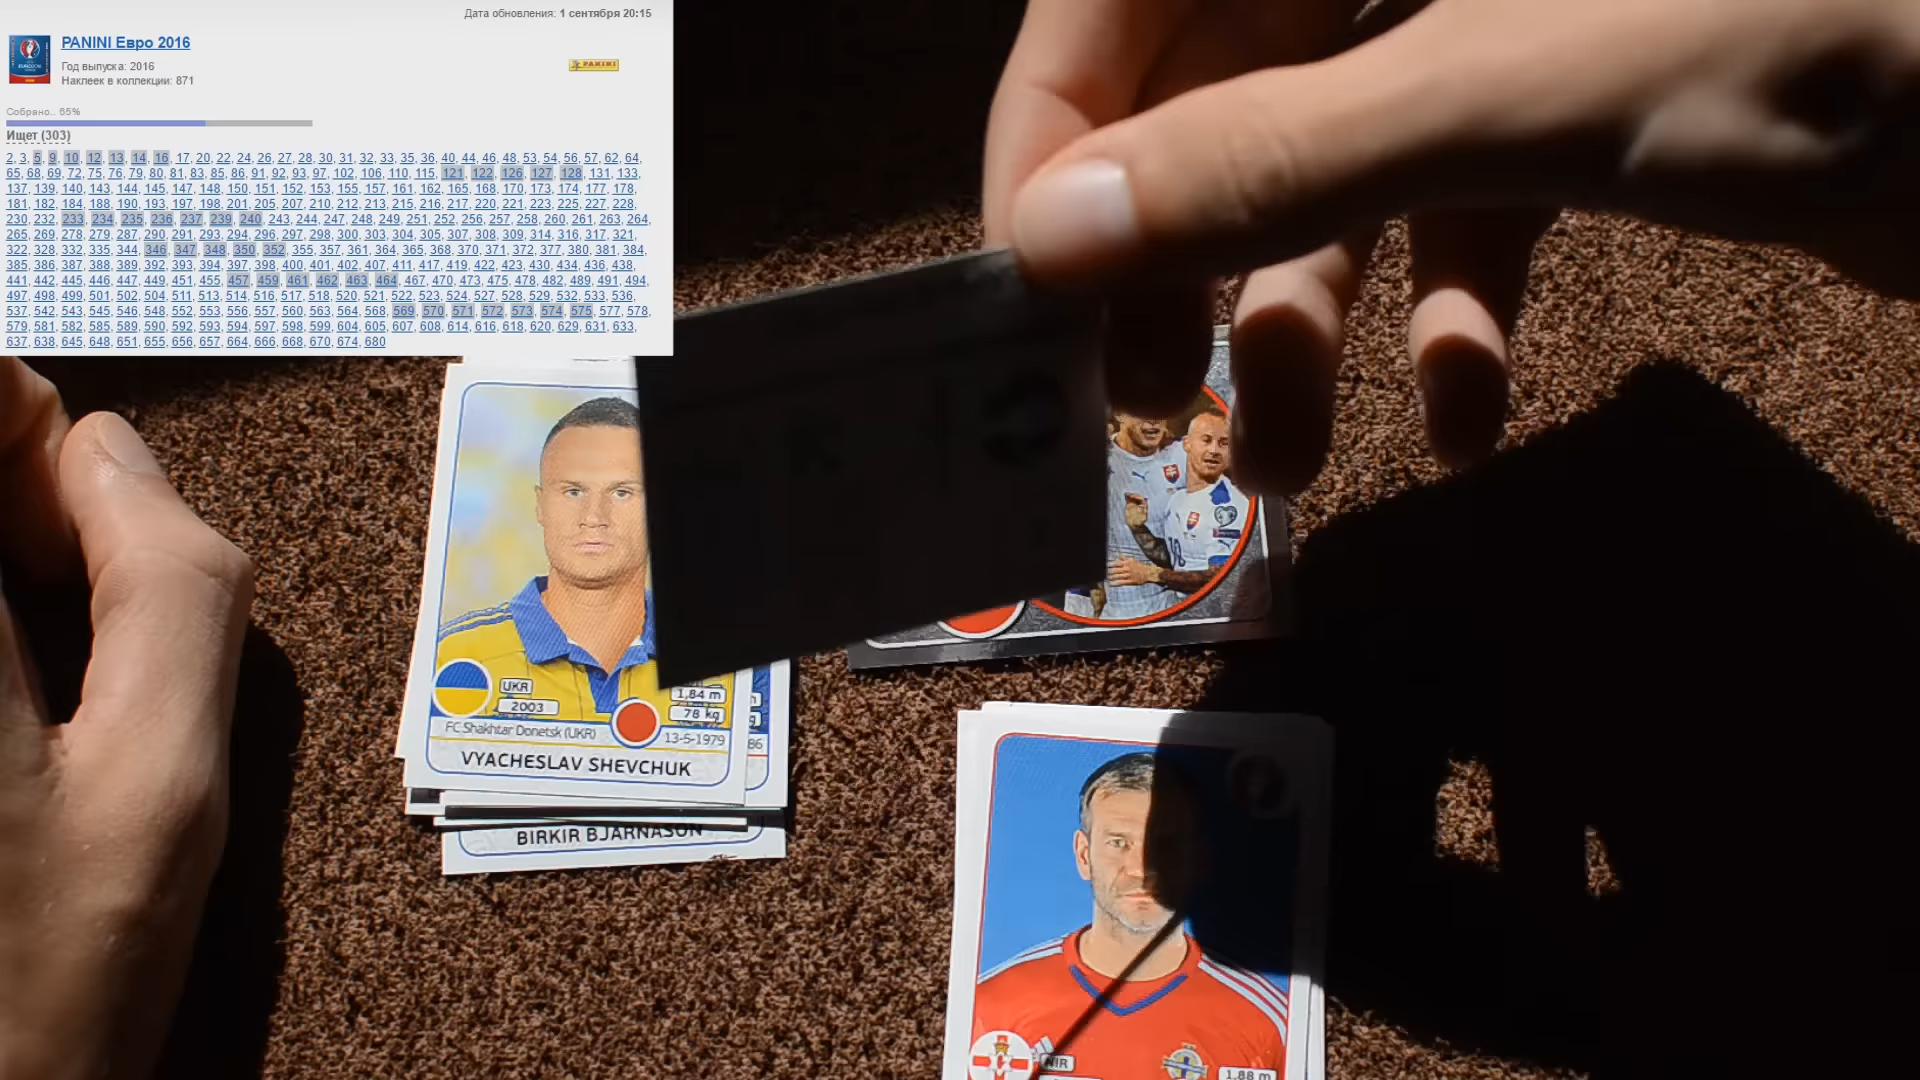 Дата обновления: 1 сентября 20:15
PANINI Евро 2016
Год выпуска: 2016
Наклеек в коллекции: 871
PANINI
Собрано.. 65%
Ищет (303)
2, 3, 5, 9, 10, 12, 13, 14, 16, 17, 20, 22, 24, 26, 27, 28, 30, 31, 32, 33, 35, 36, 40, 44, 46, 48, 53, 54, 56, 57, 62, 64,
65, 68, 69, 72, 75, 76, 79, 80, 81, 83, 85, 86, 91, 92, 93, 97, 102, 106, 110, 115, 121, 122, 126, 127, 128, 131, 133,
137, 139, 140, 143, 144, 145, 147, 148, 150, 151, 152, 153, 155, 157, 161, 162, 165, 168, 170, 173, 174, 177, 178,
181, 182, 184, 188, 190, 193, 197, 198, 201, 205, 207, 210, 212, 213, 215, 216, 217, 220, 221, 223, 225, 227, 228,
230, 232, 233, 234, 235, 236, 237, 239, 240, 243, 244, 247, 248, 249, 251, 252, 256, 257, 258, 260, 261, 263, 264,
265, 269, 278, 279, 287, 290, 291, 293, 294, 296, 297, 298, 300, 303, 304, 305, 307, 308, 309, 314, 316, 317, 321,
322, 328, 332, 335, 344, 346, 347, 348, 350, 352, 355, 357, 361, 364, 365, 368, 370, 371, 372, 377, 380, 381, 384,
385, 386, 387, 388, 389, 392, 393, 394, 397, 398, 400, 401, 402, 407, 411, 417, 419, 422, 423, 430, 434, 436, 438,
441, 442, 445, 446, 447, 449, 451, 455, 457, 459, 461, 462, 463, 464, 467, 470, 473, 475, 478, 482, 489, 491, 494,
497, 498, 499, 501, 502, 504, 511, 513, 514, 516, 517, 518, 520, 521, 522, 523, 524, 527, 528, 529, 532, 533, 536,
537, 542, 543, 545, 546, 548, 552, 553, 556, 557, 560, 563, 564, 568, 569, 570, 571, 572, 573, 574, 575, 577, 578,
579, 581, 582, 585, 589, 590, 592, 593, 594, 597, 598, 599, 604, 605, 607, 608, 614, 616, 618, 620, 629, 631, 633,
637, 638, 645, 648, 651, 655, 656, 657, 664, 666, 668, 670, 674, 680
UKR
2003
1,84 m
78 kg
FC Shakhtar Donetsk (UKR)
13-5-1979
86
VYACHESLAV SHEVCHUK
BIRKIR BJARNASON
NIR
1,88 m